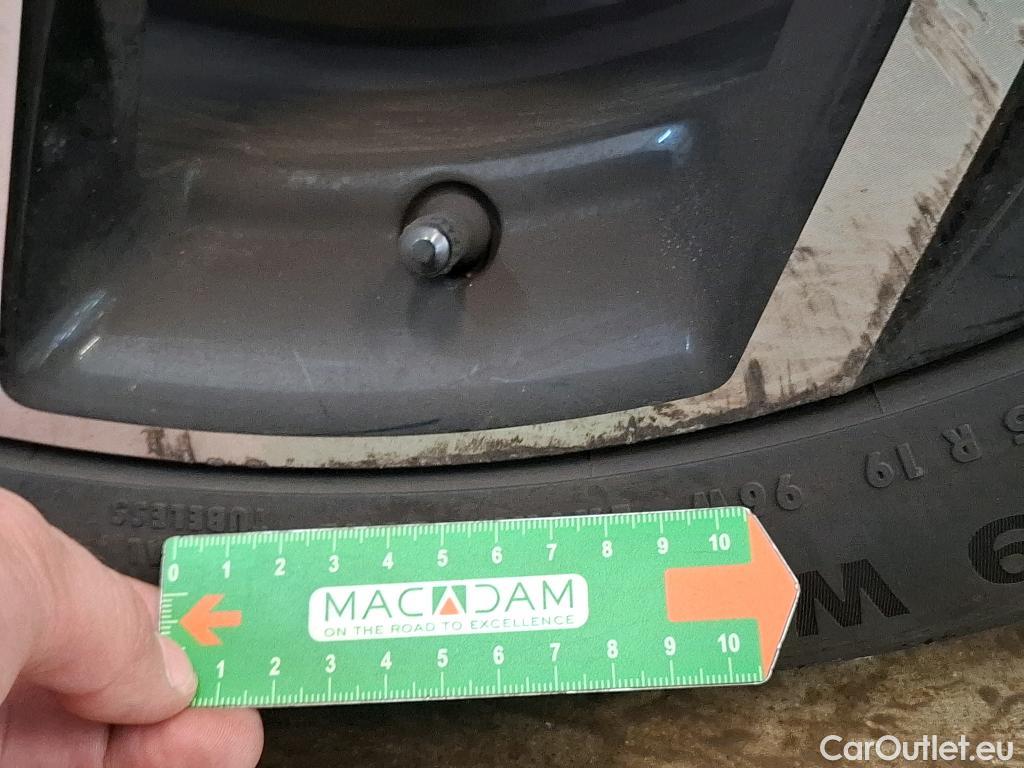 5 R 19
96W
TUBELESS
0 1 2 3 4 5 6 7 8 9 10
MACADAM
ON THE ROAD TO EXCELLENCE
1 2 3 4 5 6 7 8 9 10
W
CarOutlet.eu